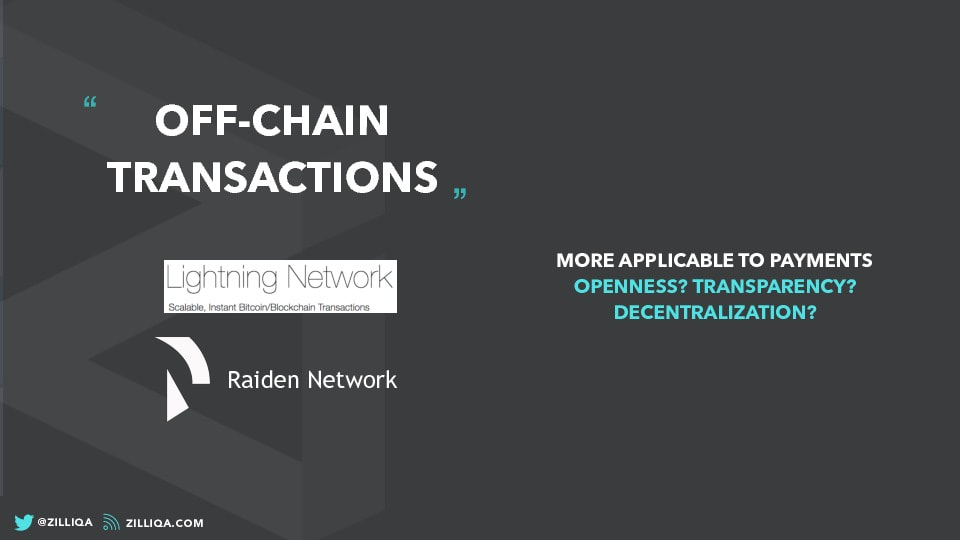 “ OFF-CHAIN
TRANSACTIONS ”
Lightning Network
Scalable, Instant Bitcoin/Blockchain Transactions
Raiden Network
MORE APPLICABLE TO PAYMENTS
OPENNESS? TRANSPARENCY?
DECENTRALIZATION?
@ZILLIQA ZILLIQA.COM